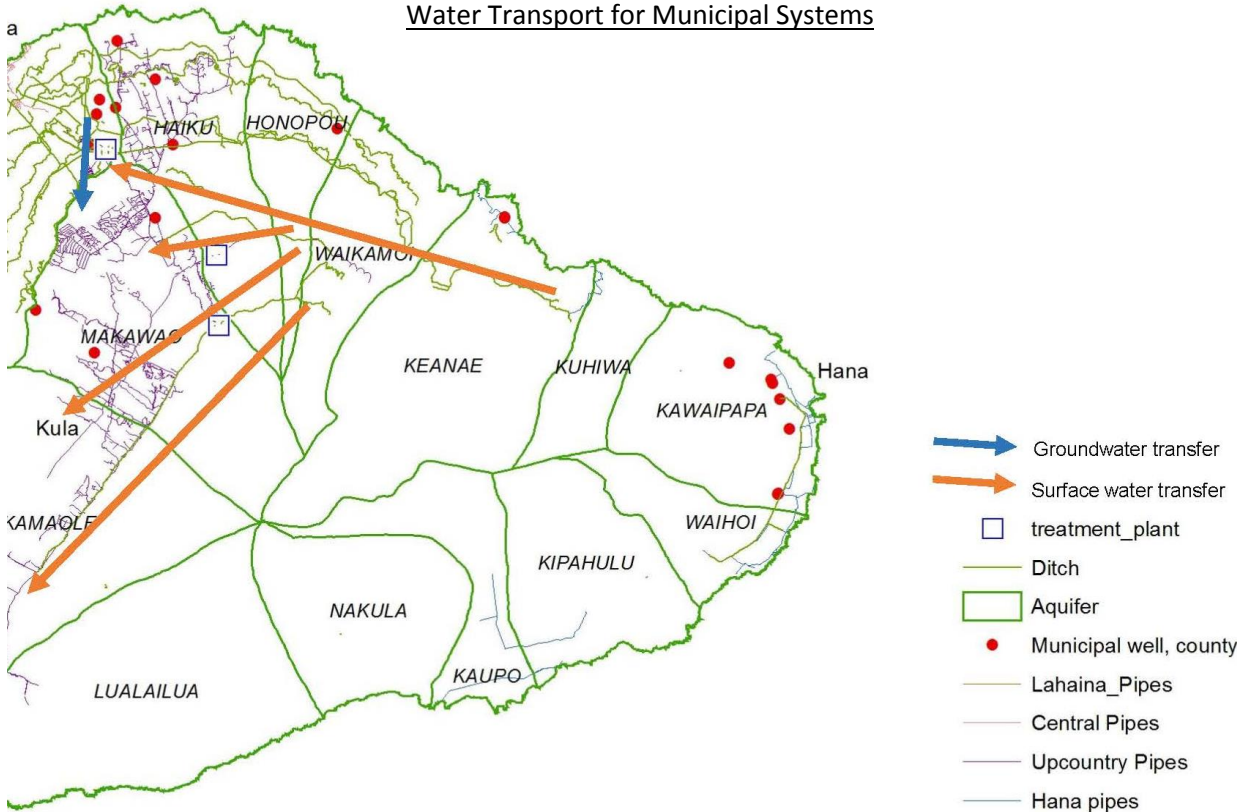 Water Transport for Municipal Systems
a
HAIKU
HONOPOU
WAIKAMOI
MAKAWAO
KEANAE
KUHIWA
Hana
KAWAIPAPA
Kula
KAMAOLE
WAIHOI
KIPAHULU
NAKULA
KAUPO
LUALAILUA
Groundwater transfer
Surface water transfer
treatment_plant
Ditch
Aquifer
Municipal well, county
Lahaina_Pipes
Central Pipes
Upcountry Pipes
Hana pipes